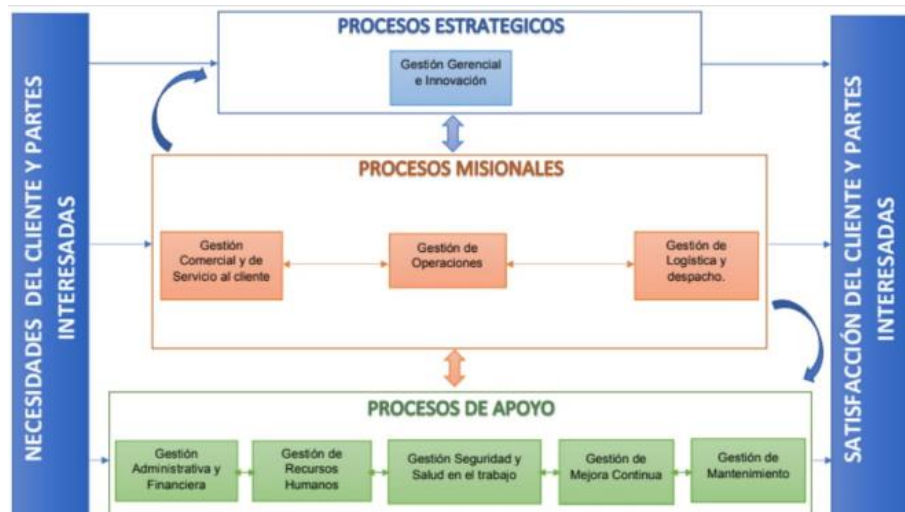 NECESIDADES DEL CLIENTE Y PARTES
INTERESADAS
PROCESOS ESTRATEGICOS
Gestión Gerencial
e Innovación
PROCESOS MISIONALES
Gestión
Comercial y de
Servicio al cliente
Gestión de
Operaciones
Gestión de
Logística y
despacho.
PROCESOS DE APOYO
Gestión
Administrativa y
Financiera
Gestión de
Recursos
Humanos
Gestión Seguridad y
Salud en el trabajo
Gestión de
Mejora Continua
Gestión de
Mantenimiento
SATISFACCIÓN DEL CLIENTE Y PARTES
INTERESADAS